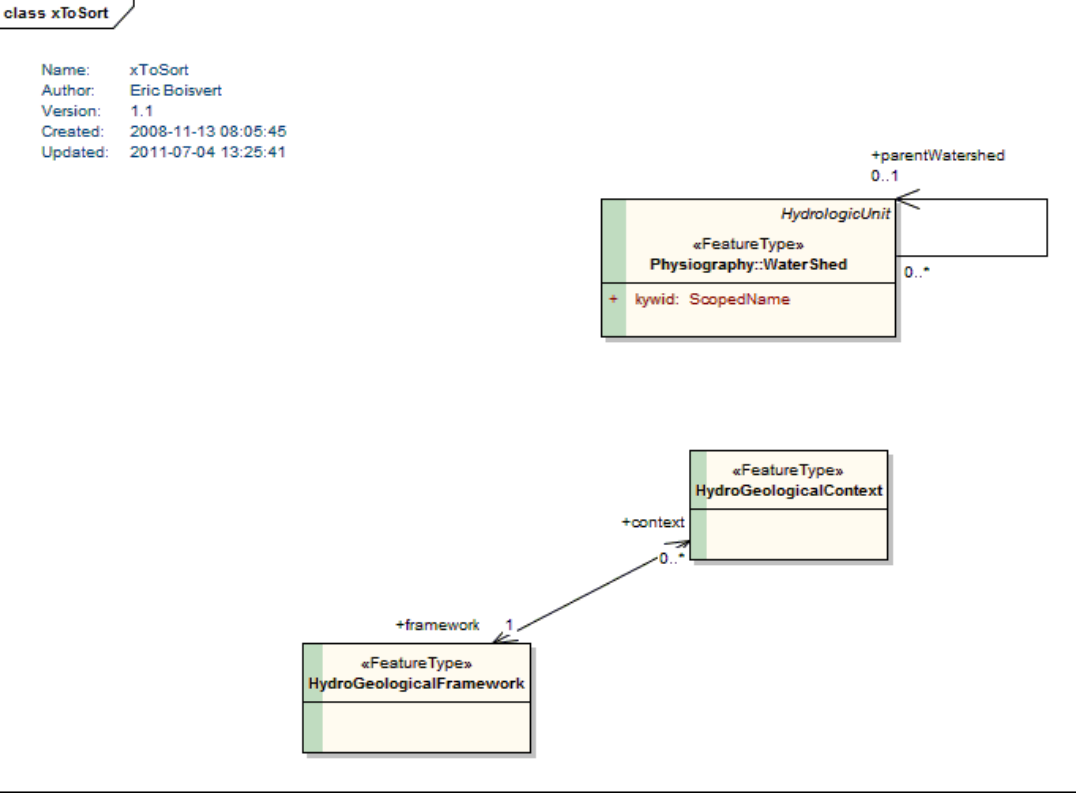 class xToSort
Name: xToSort
Author: Eric Boisvert
Version: 1.1
Created: 2008-11-13 08:05:45
Updated: 2011-07-04 13:25:41
+parentWatershed
0..1
HydrologicUnit
«FeatureType»
Physiography::WaterShed
0..*
+ kywid: ScopedName
«FeatureType»
HydroGeologicalContext
+context
0..*
+framework 1
«FeatureType»
HydroGeologicalFramework